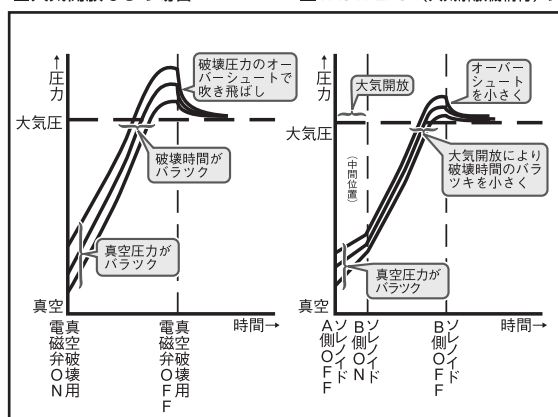 ↑圧力
大気圧
真空
破壊圧力のオー
バーシュートで
吹き飛ばし
破壊時間が
バラツク
真空圧力が
バラツク
時間→
真空破壊用
電磁弁ON
真空破壊用
電磁弁OFF
↑圧力
大気圧
真空
大気開放
(中間位置)
オーバー
シュート
を小さく
大気開放により
破壊時間のバラ
ツキを小さく
真空圧力が
バラツク
時間→
ソレノイド
A側OFF
ソレノイド
B側ON
ソレノイド
B側OFF